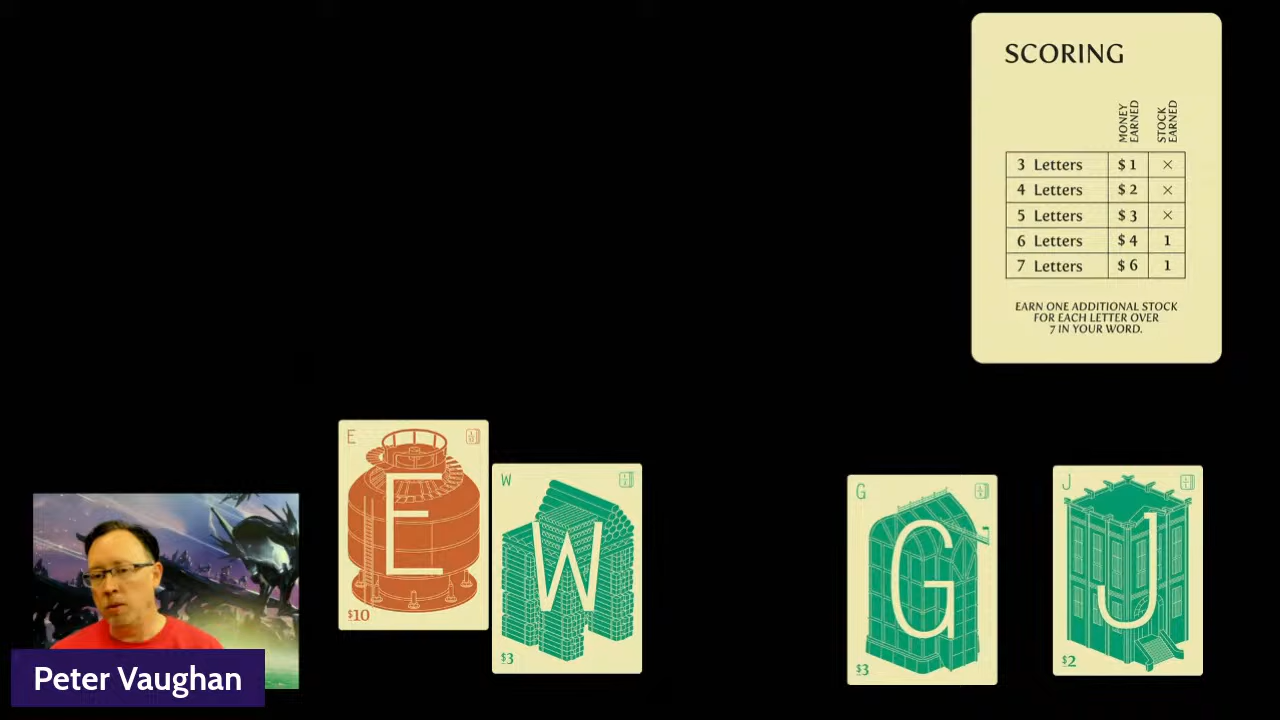 SCORING
MONEY EARNED
STOCK EARNED
3 Letters $1 ×
4 Letters $2 ×
5 Letters $3 ×
6 Letters $4 1
7 Letters $6 1
EARN ONE ADDITIONAL STOCK
FOR EACH LETTER OVER
7 IN YOUR WORD.
E
E
$10
W
W
$3
G
G
$3
J
J
$2
Peter Vaughan